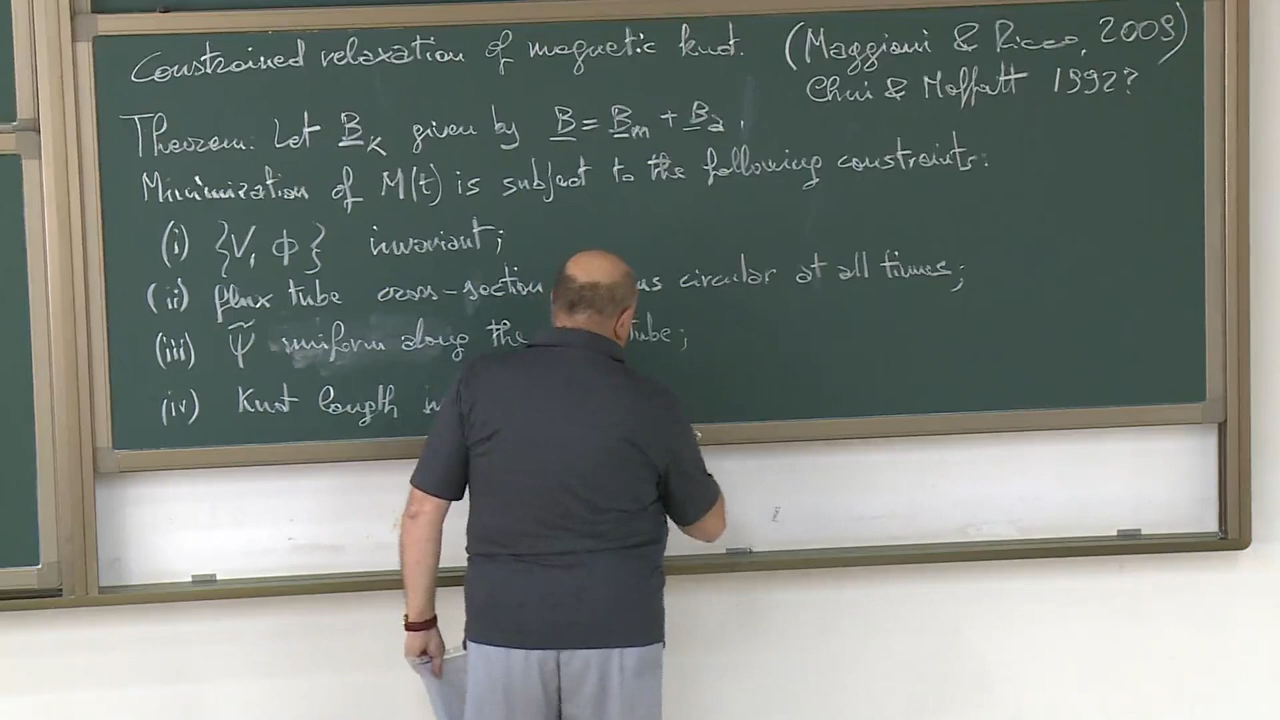 Constrained relaxation of magnetic knot. (Maggioni & Ricca, 2009)
Chui & Moffatt 1992?
Theorem. Let B_K given by B = B_m + B_a.
Minimization of M(t) is subject to the following constraints:
(i) {V, Φ} invariant;
(ii) flux tube cross-section circular at all times;
(iii) ψ̃ uniform along the tube;
(iv) Knot length